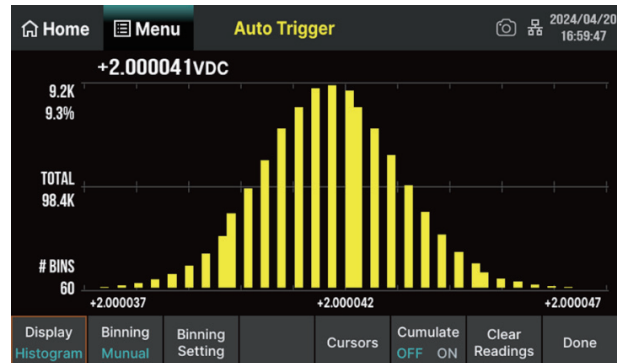 Home
Menu
Auto Trigger
2024/04/20
16:59:47
+2.000041VDC
9.2K
9.3%
TOTAL
98.4K
# BINS
60
+2.000037
+2.000042
+2.000047
Display
Histogram
Binning
Manual
Binning
Setting
Cursors
Cumulate
OFF ON
Clear
Readings
Done